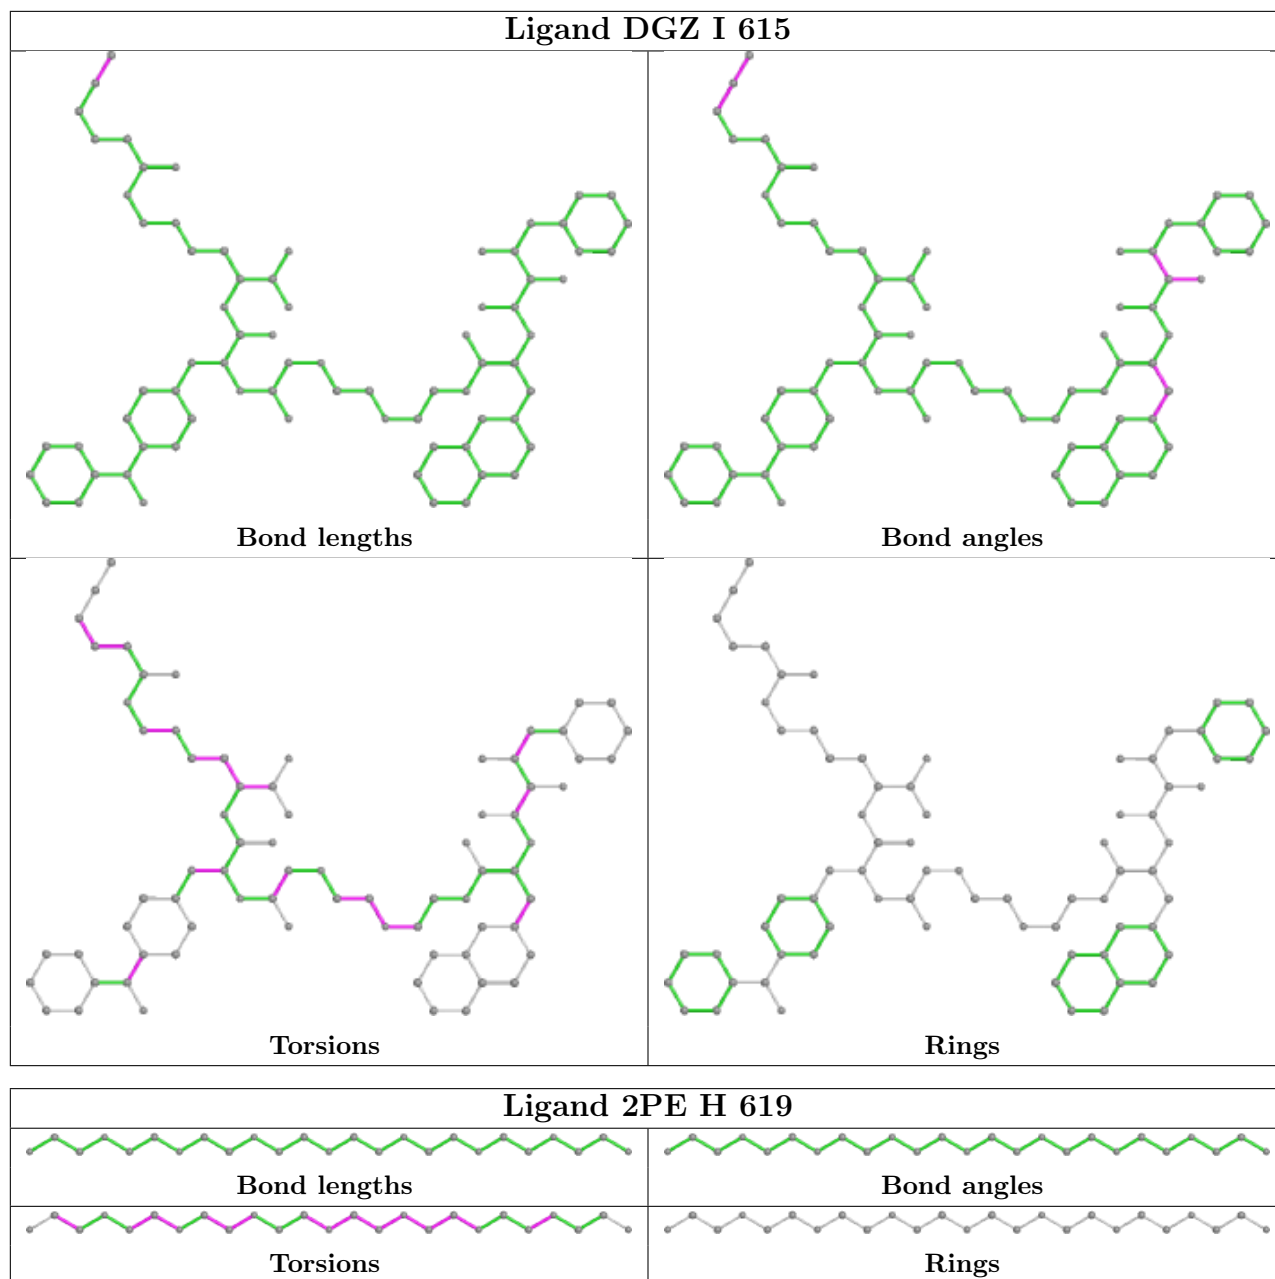 Ligand DGZ I 615
Bond lengths
Bond angles
Torsions
Rings
Ligand 2PE H 619
Bond lengths
Bond angles
Torsions
Rings